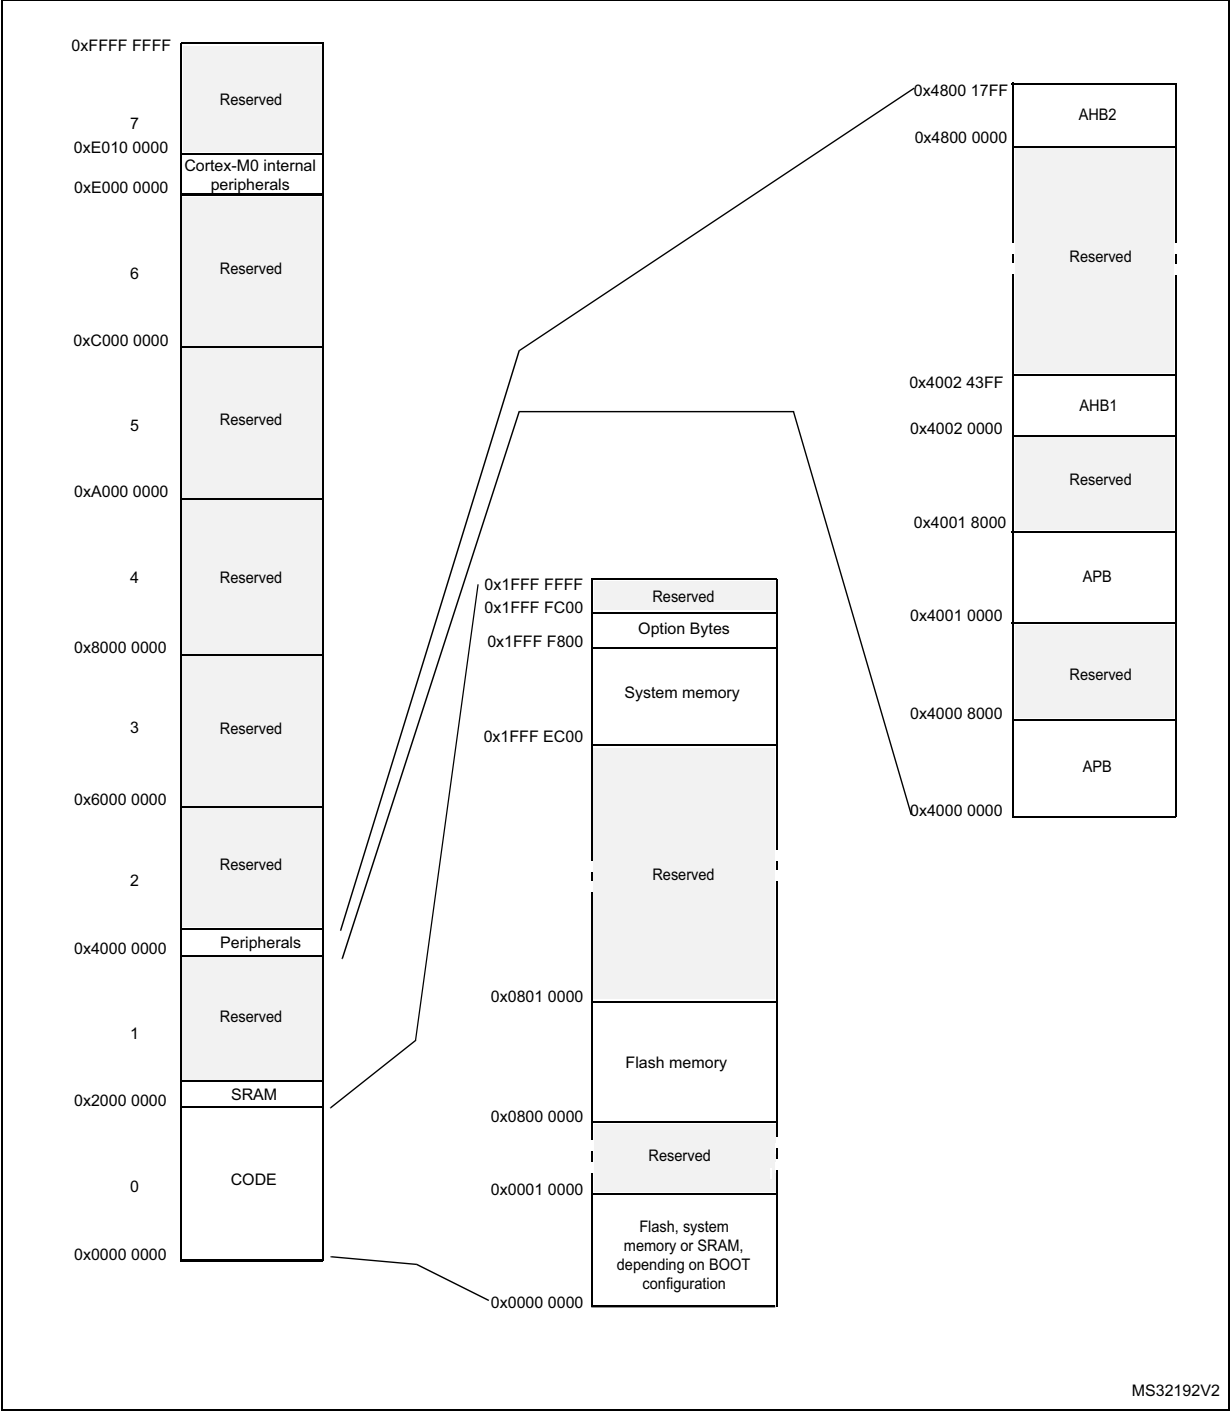 0xFFFF FFFF
Reserved
7
0xE010 0000
Cortex-M0 internal
peripherals
0xE000 0000
Reserved
6
0xC000 0000
Reserved
5
0xA000 0000
Reserved
4
0x8000 0000
Reserved
3
0x6000 0000
Reserved
2
Peripherals
0x4000 0000
Reserved
1
SRAM
0x2000 0000
CODE
0
0x0000 0000
0x1FFF FFFF
Reserved
0x1FFF FC00
Option Bytes
0x1FFF F800
System memory
0x1FFF EC00
Reserved
0x0801 0000
Flash memory
0x0800 0000
Reserved
0x0001 0000
Flash, system
memory or SRAM,
depending on BOOT
configuration
0x0000 0000
0x4800 17FF
AHB2
0x4800 0000
Reserved
0x4002 43FF
AHB1
0x4002 0000
Reserved
0x4001 8000
APB
0x4001 0000
Reserved
0x4000 8000
APB
0x4000 0000
MS32192V2